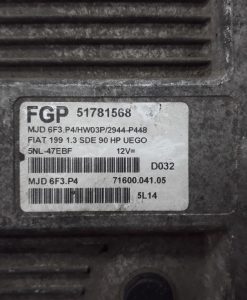 FGP 51781568
MJD 6F3.P4/HW03P/2944-P448
FIAT 199 1.3 SDE 90 HP UEGO
5NL-47EBF 12V=
D032
MJD 6F3.P4 71600.041.05
5L14